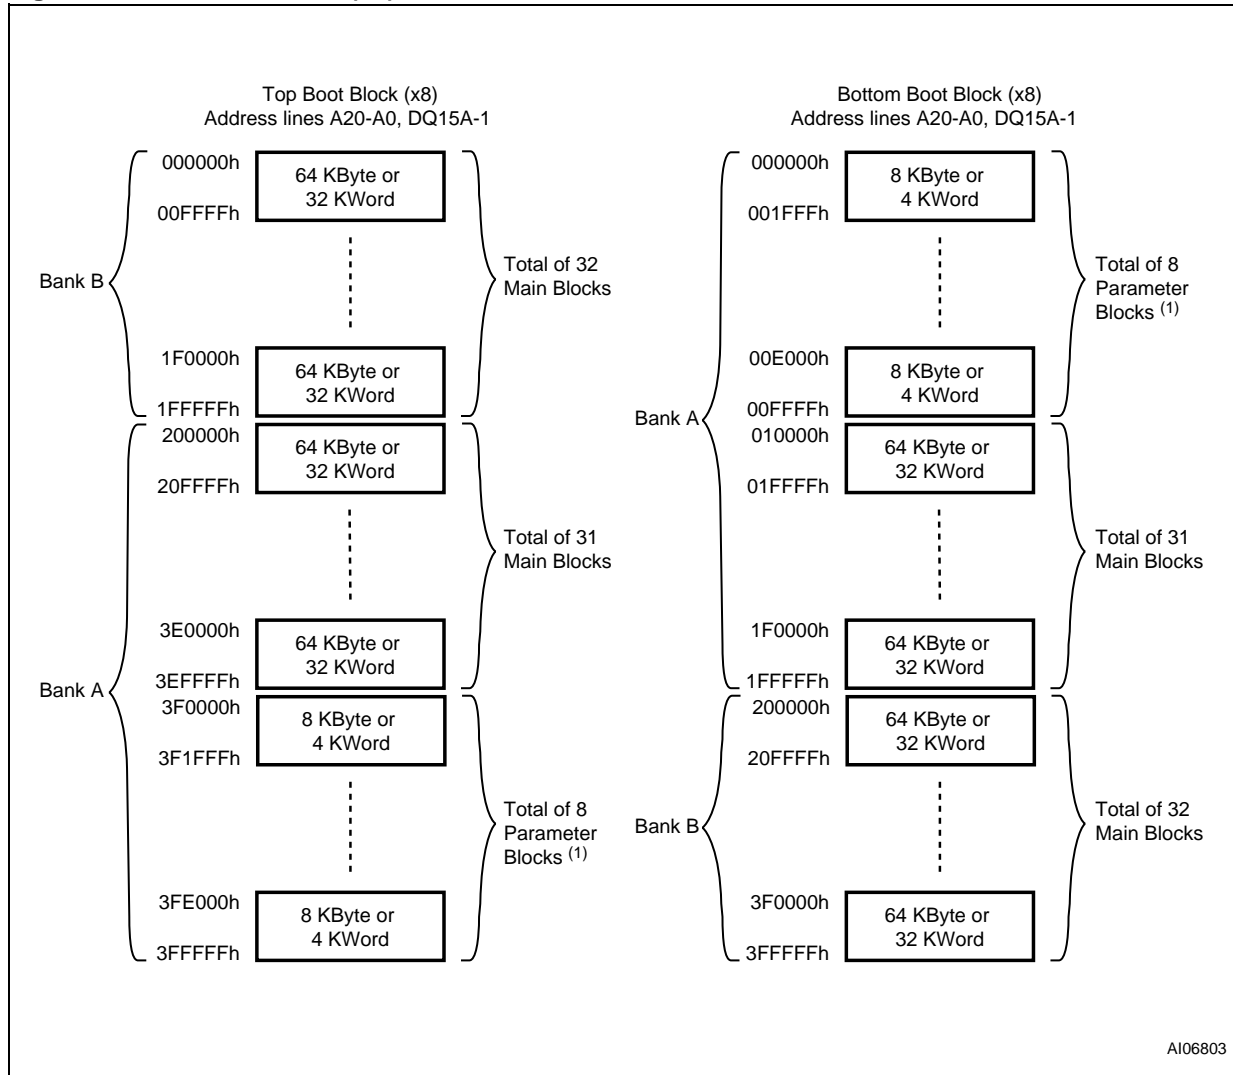 Top Boot Block (x8)
Address lines A20-A0, DQ15A-1
000000h
64 KByte or
32 KWord
00FFFFh
Bank B
Total of 32
Main Blocks
1F0000h
64 KByte or
32 KWord
1FFFFFh
200000h
64 KByte or
32 KWord
20FFFFh
Total of 31
Main Blocks
3E0000h
64 KByte or
32 KWord
3EFFFFh
Bank A
3F0000h
8 KByte or
4 KWord
3F1FFFh
Total of 8
Parameter
Blocks (1)
3FE000h
8 KByte or
4 KWord
3FFFFFh
Bottom Boot Block (x8)
Address lines A20-A0, DQ15A-1
000000h
8 KByte or
4 KWord
001FFFh
Total of 8
Parameter
Blocks (1)
00E000h
8 KByte or
4 KWord
00FFFFh
Bank A
010000h
64 KByte or
32 KWord
01FFFFh
Total of 31
Main Blocks
1F0000h
64 KByte or
32 KWord
1FFFFFh
200000h
64 KByte or
32 KWord
20FFFFh
Bank B
Total of 32
Main Blocks
3F0000h
64 KByte or
32 KWord
3FFFFFh
AI06803